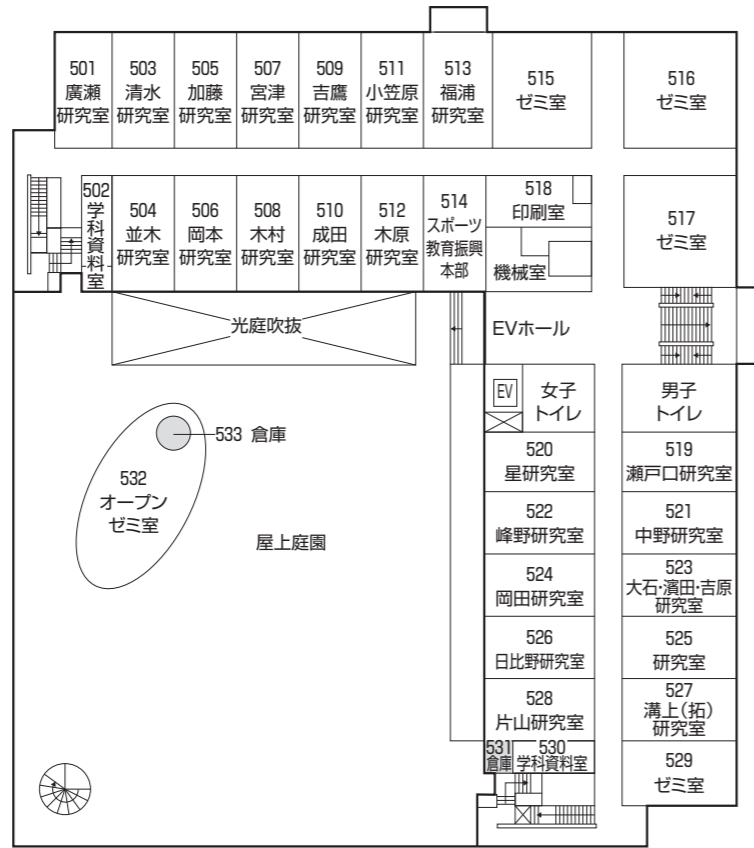 501
廣瀬
研究室
503
清水
研究室
505
加藤
研究室
507
宮津
研究室
509
吉鷹
研究室
511
小笠原
研究室
513
福浦
研究室
515
ゼミ室
516
ゼミ室
502
学科資料室
504
並木
研究室
506
岡本
研究室
508
木村
研究室
510
成田
研究室
512
木原
研究室
514
スポーツ
教育振興
本部
518
印刷室
機械室
517
ゼミ室
光庭吹抜
EVホール
EV
女子
トイレ
男子
トイレ
533 倉庫
532
オープン
ゼミ室
屋上庭園
520
星研究室
519
瀬戸口研究室
522
峰野研究室
521
中野研究室
524
岡田研究室
523
大石・濱田・吉原
研究室
526
日比野研究室
525
研究室
528
片山研究室
527
溝上(拓)
研究室
531
倉庫
530
学科資料室
529
ゼミ室